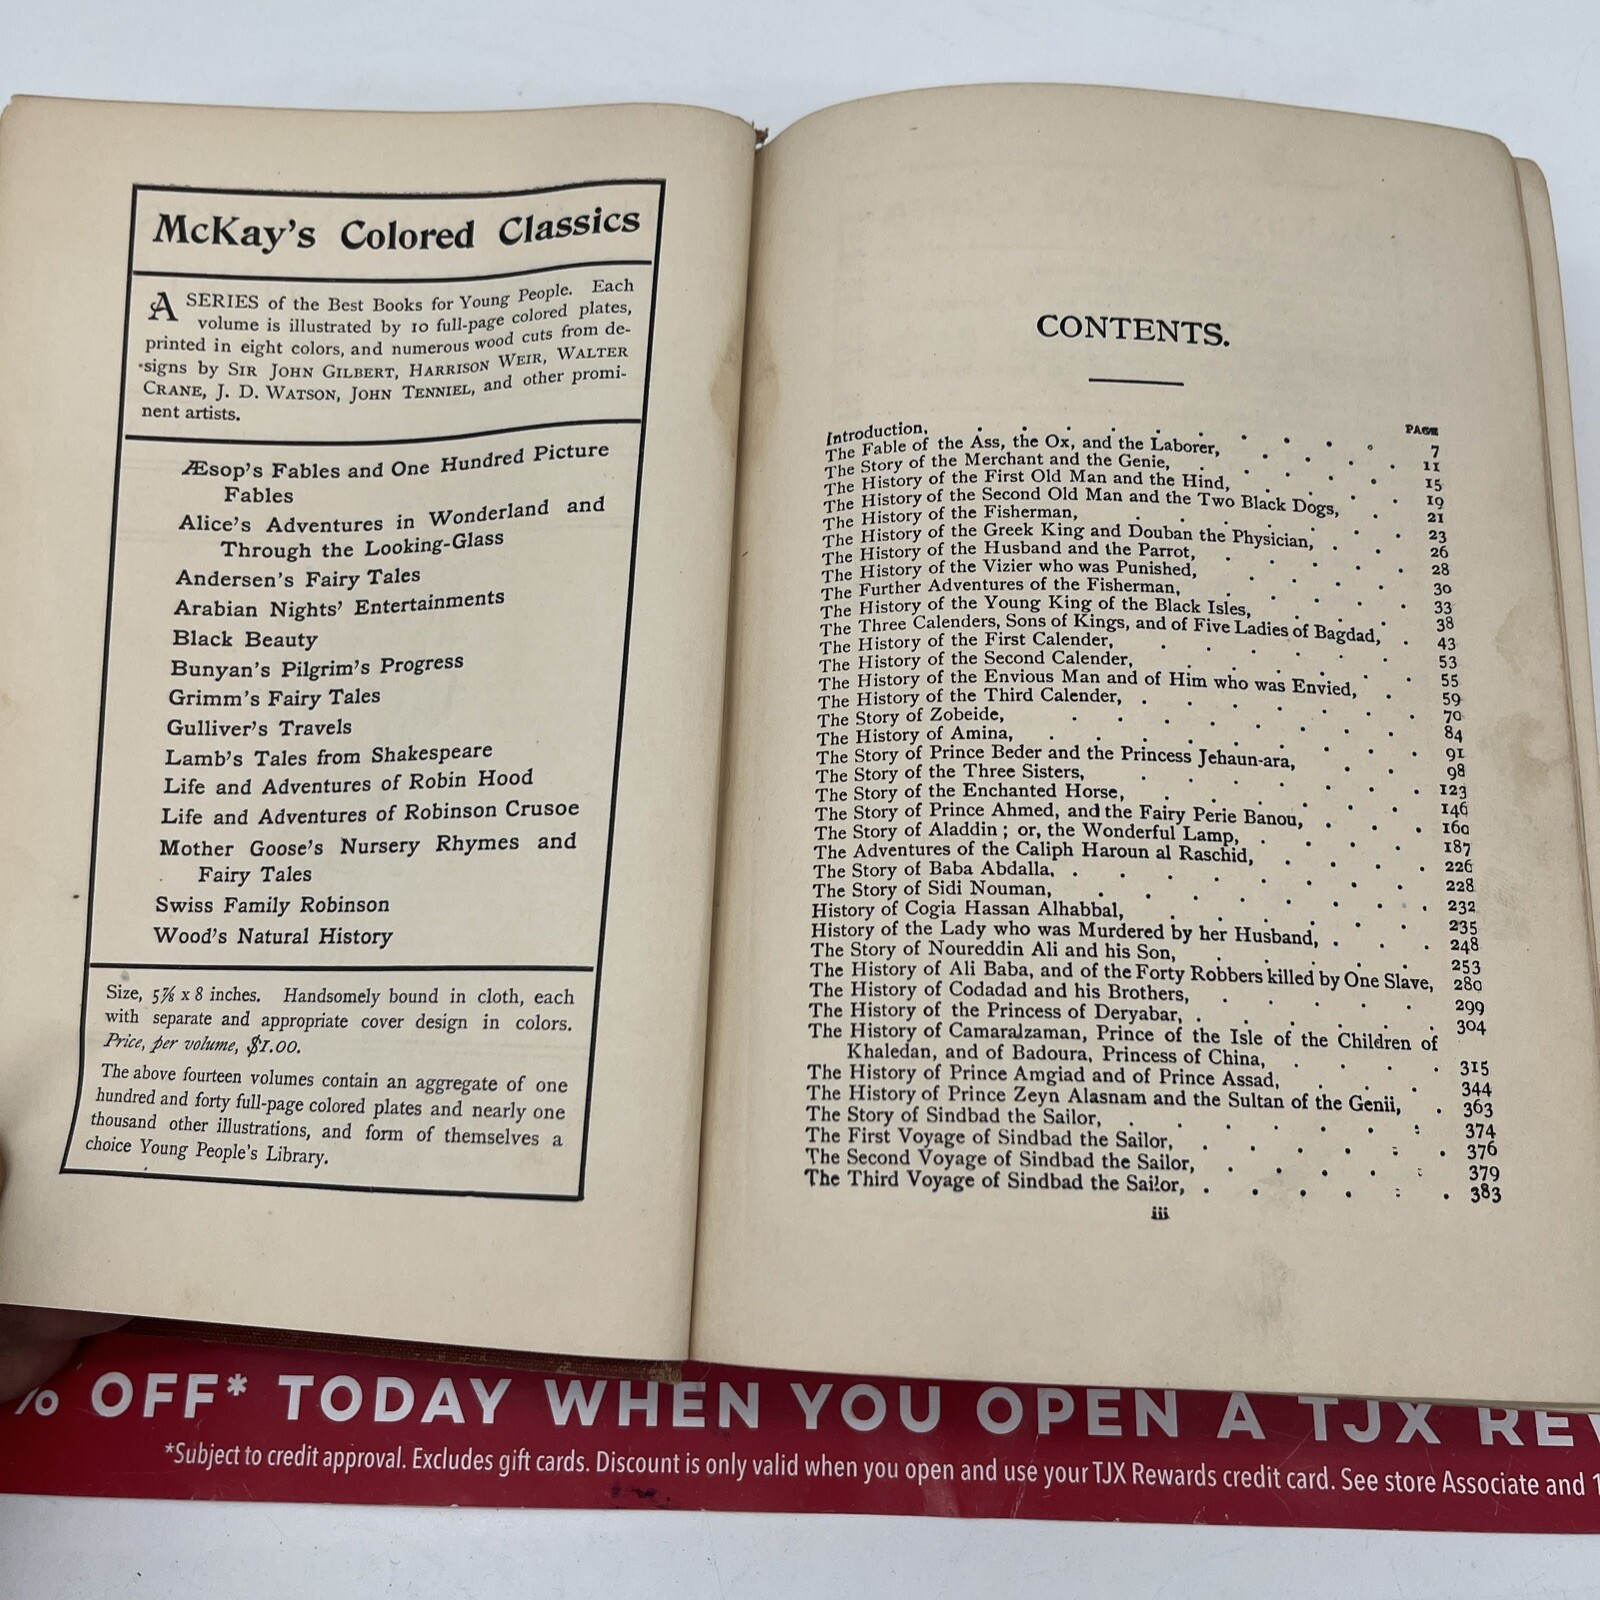 McKay's Colored Classics
A SERIES of the Best Books for Young People. Each
volume is illustrated by 10 full-page colored plates,
printed in eight colors, and numerous wood cuts from de-
signs by SIR JOHN GILBERT, HARRISON WEIR, WALTER
CRANE, J. D. WATSON, JOHN TENNIEL, and other promi-
nent artists.
Æsop's Fables and One Hundred Picture
Fables
Alice's Adventures in Wonderland and
Through the Looking-Glass
Andersen's Fairy Tales
Arabian Nights' Entertainments
Black Beauty
Bunyan's Pilgrim's Progress
Grimm's Fairy Tales
Gulliver's Travels
Lamb's Tales from Shakespeare
Life and Adventures of Robin Hood
Life and Adventures of Robinson Crusoe
Mother Goose's Nursery Rhymes and
Fairy Tales
Swiss Family Robinson
Wood's Natural History
Size, 5⅞ x 8 inches. Handsomely bound in cloth, each
with separate and appropriate cover design in colors.
Price, per volume, $1.00.
The above fourteen volumes contain an aggregate of one
hundred and forty full-page colored plates and nearly one
thousand other illustrations, and form of themselves a
choice Young People's Library.
CONTENTS.
PAGE
Introduction, 7
The Fable of the Ass, the Ox, and the Laborer, 11
The Story of the Merchant and the Genie, 15
The History of the First Old Man and the Hind, 19
The History of the Second Old Man and the Two Black Dogs, 21
The History of the Fisherman, 23
The History of the Greek King and Douban the Physician, 26
The History of the Husband and the Parrot, 28
The History of the Vizier who was Punished, 30
The Further Adventures of the Fisherman, 33
The History of the Young King of the Black Isles, 38
The Three Calenders, Sons of Kings, and of Five Ladies of Bagdad, 43
The History of the First Calender, 53
The History of the Second Calender, 55
The History of the Envious Man and of Him who was Envied, 59
The History of the Third Calender, 70
The Story of Zobeide, 84
The History of Amina, 91
The Story of Prince Beder and the Princess Jehaun-ara, 98
The Story of the Three Sisters, 123
The Story of the Enchanted Horse, 146
The Story of Prince Ahmed, and the Fairy Perie Banou, 160
The Story of Aladdin; or, the Wonderful Lamp, 187
The Adventures of the Caliph Haroun al Raschid, 226
The Story of Baba Abdalla, 228
The Story of Sidi Nouman, 232
History of Cogia Hassan Alhabbal, 235
History of the Lady who was Murdered by her Husband, 248
The Story of Noureddin Ali and his Son, 253
The History of Ali Baba, and of the Forty Robbers killed by One Slave, 280
The History of Codadad and his Brothers, 299
The History of the Princess of Deryabar, 304
The History of Camaralzaman, Prince of the Isle of the Children of
Khaledan, and of Badoura, Princess of China, 315
The History of Prince Amgiad and of Prince Assad, 344
The History of Prince Zeyn Alasnam and the Sultan of the Genii, 363
The Story of Sindbad the Sailor, 374
The First Voyage of Sindbad the Sailor, 376
The Second Voyage of Sindbad the Sailor, 379
The Third Voyage of Sindbad the Sailor, 383
iii
% OFF* TODAY WHEN YOU OPEN A TJX
*Subject to credit approval. Excludes gift cards. Discount is only valid when you open and use your TJX Rewards credit card. See store Associate and